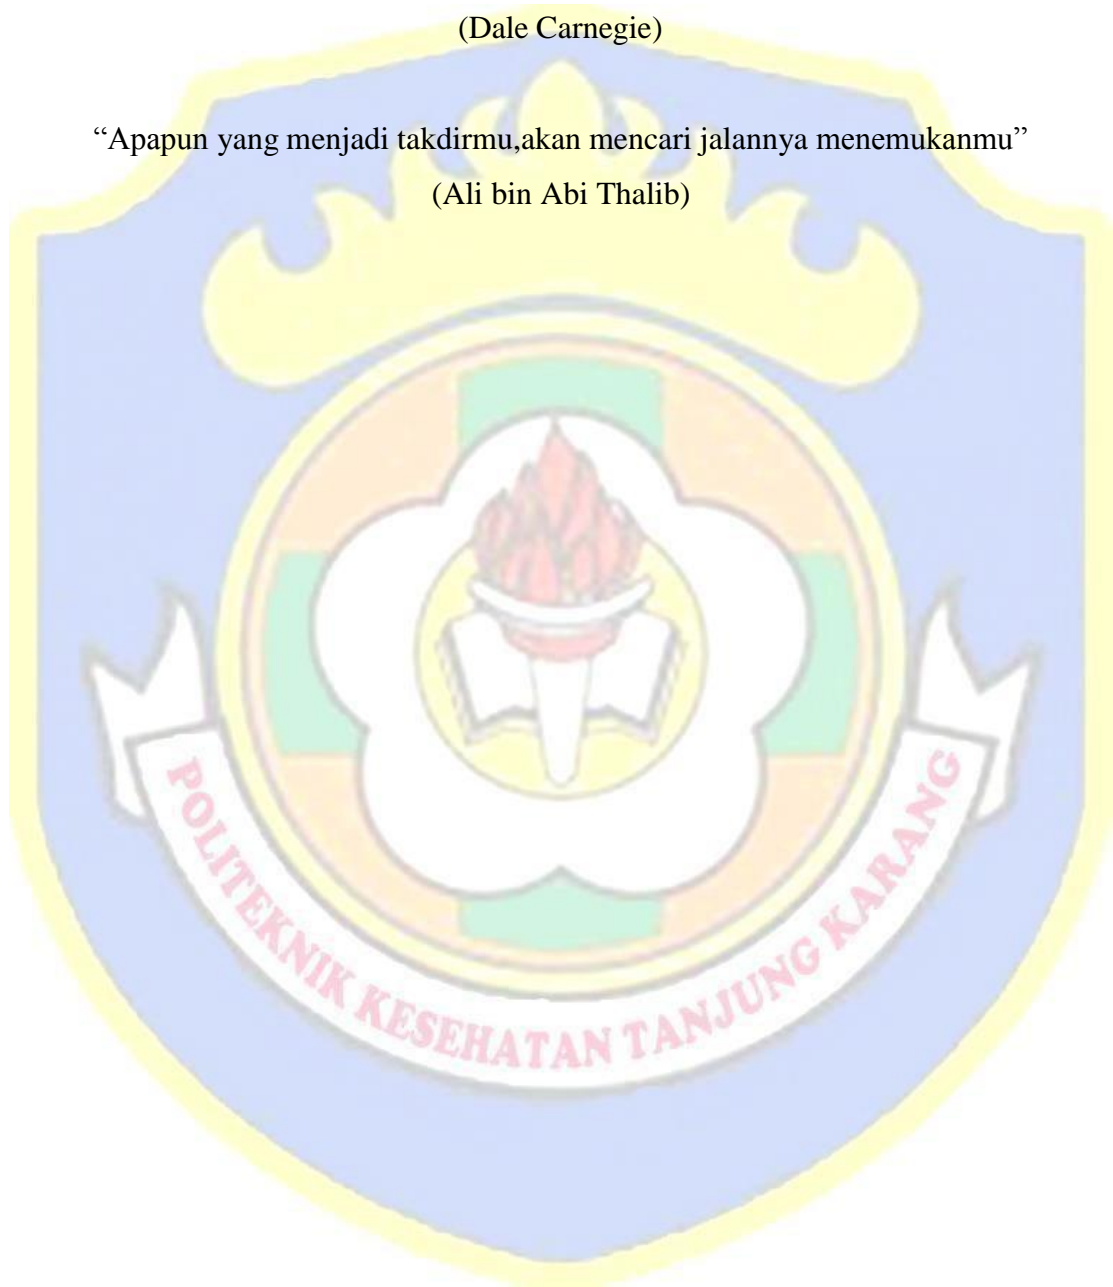 (Dale Carnegie)
“Apapun yang menjadi takdirmu,akan mencari jalannya menemukanmu”
(Ali bin Abi Thalib)
POLITEKNIK KESEHATAN TANJUNG KARANG